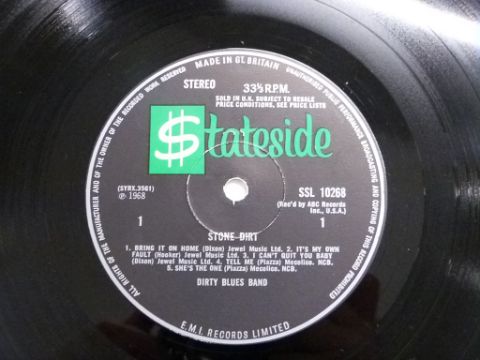 MADE IN GT. BRITAIN
ALL RIGHTS OF THE MANUFACTURER AND OF THE OWNER OF THE RECORDED WORK RESERVED
UNAUTHORISED PUBLIC PERFORMANCE BROADCASTING AND COPYING OF THIS RECORD PROHIBITED
STEREO
33⅓ R.P.M.
SOLD IN U.K. SUBJECT TO RESALE
PRICE CONDITIONS, SEE PRICE LISTS
$tateside
(SYRX.3561)
℗ 1968
SSL 10268
(Rec'd by ABC Records
Inc., U.S.A.)
1
1
STONE DIRT
1. BRING IT ON HOME (Dixon) Jewel Music Ltd. 2. IT'S MY OWN
FAULT (Hooker) Jewel Music Ltd. 3. I CAN'T QUIT YOU BABY
(Dixon) Jewel Music Ltd. 4. TELL ME (Piazza) Mecolico. NCB.
5. SHE'S THE ONE (Piazza) Mecolico. NCB.
DIRTY BLUES BAND
E.M.I. RECORDS LIMITED